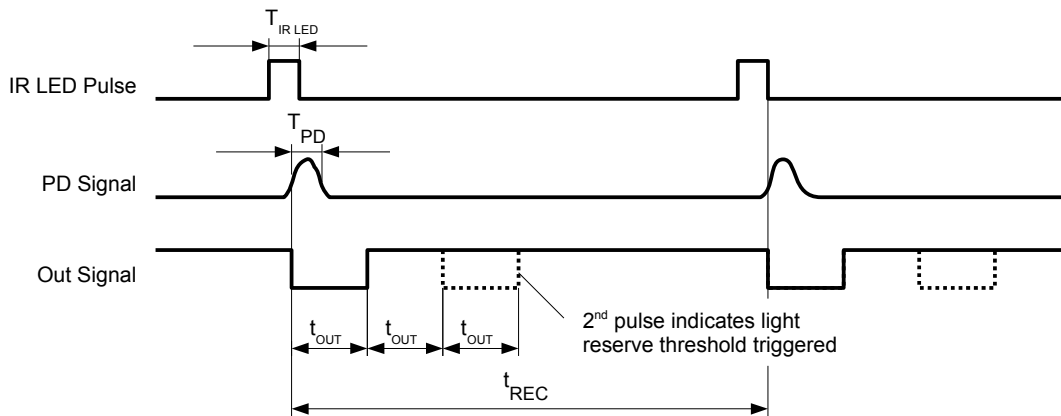 T IR LED
IR LED Pulse
T PD
PD Signal
Out Signal
t OUT t OUT t OUT
2nd pulse indicates light
reserve threshold triggered
t REC